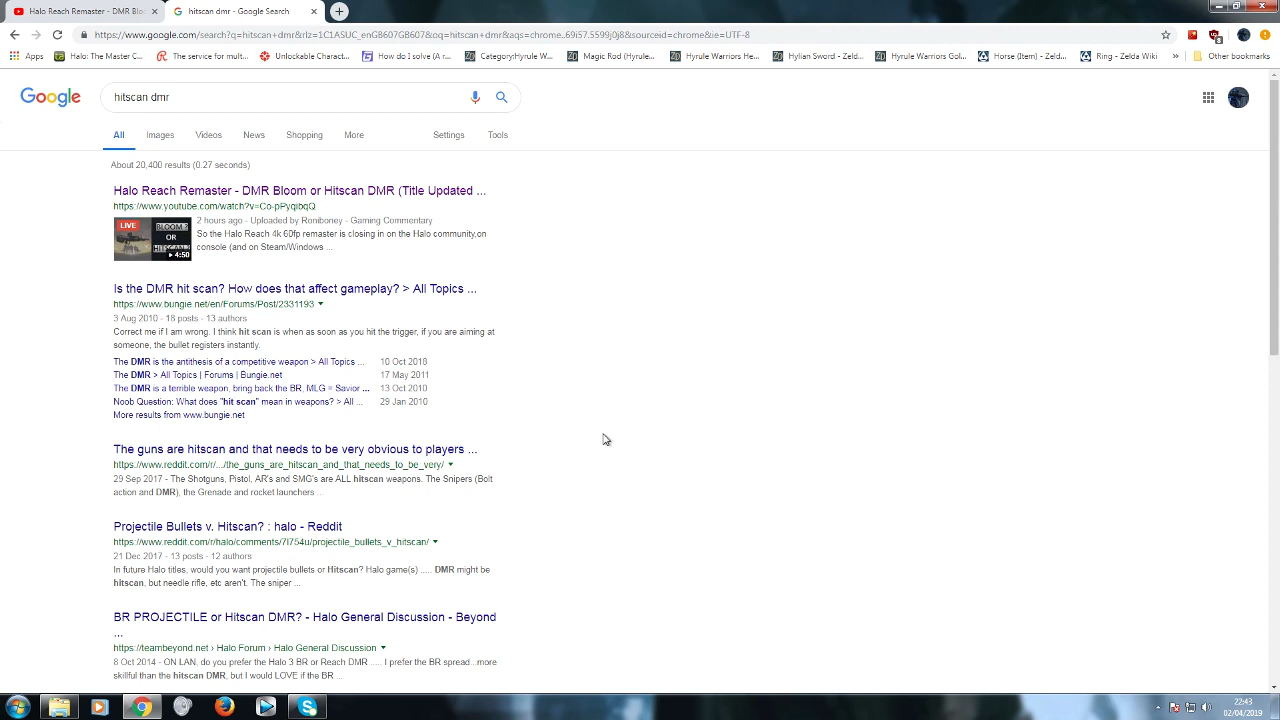 Halo Reach Remaster - DMR Blo
hitscan dmr - Google Search
https://www.google.com/search?q=hitscan+dmr&rlz=1C1ASUC_enGB607GB607&oq=hitscan+dmr&aqs=chrome..69i57.5599j0j8&sourceid=chrome&ie=UTF-8
Apps
Halo: The Master C...
The service for mult...
Unlockable Charact...
How do I solve (A r...
Category:Hyrule W...
Magic Rod (Hyrule...
Hyrule Warriors He...
Hylian Sword - Zeld...
Hyrule Warriors Gol...
Horse (Item) - Zeld...
Ring - Zelda Wiki
»
Other bookmarks
Google
hitscan dmr
All Images Videos News Shopping More Settings Tools
About 20,400 results (0.27 seconds)
Halo Reach Remaster - DMR Bloom or Hitscan DMR (Title Updated ...
https://www.youtube.com/watch?v=Co-pPyqibqQ
2 hours ago - Uploaded by Roniboney - Gaming Commentary
So the Halo Reach 4k 60fp remaster is closing in on the Halo community,on
console (and on Steam/Windows ...
LIVE
BLOOM
OR
HITSCAN
4:50
Is the DMR hit scan? How does that affect gameplay? > All Topics ...
https://www.bungie.net/en/Forums/Post/2331193
3 Aug 2010 - 18 posts - 13 authors
Correct me if I am wrong. I think hit scan is when as soon as you hit the trigger, if you are aiming at
someone, the bullet registers instantly.
The DMR is the antithesis of a competitive weapon > All Topics ... 10 Oct 2018
The DMR > All Topics | Forums | Bungie.net 17 May 2011
The DMR is a terrible weapon, bring back the BR, MLG = Savior ... 13 Oct 2010
Noob Question: What does "hit scan" mean in weapons? > All ... 29 Jan 2010
More results from www.bungie.net
The guns are hitscan and that needs to be very obvious to players ...
https://www.reddit.com/r/.../the_guns_are_hitscan_and_that_needs_to_be_very/
29 Sep 2017 - The Shotguns, Pistol, AR's and SMG's are ALL hitscan weapons. The Snipers (Bolt
action and DMR), the Grenade and rocket launchers ...
Projectile Bullets v. Hitscan? : halo - Reddit
https://www.reddit.com/r/halo/comments/7l754u/projectile_bullets_v_hitscan/
21 Dec 2017 - 13 posts - 12 authors
In future Halo titles, would you want projectile bullets or Hitscan? Halo game(s) ..... DMR might be
hitscan, but needle rifle, etc aren't. The sniper ...
BR PROJECTILE or Hitscan DMR? - Halo General Discussion - Beyond
...
https://teambeyond.net › Halo Forum › Halo General Discussion
8 Oct 2014 - ON LAN, do you prefer the Halo 3 BR or Reach DMR ..... I prefer the BR spread...more
skillful than the hitscan DMR, but I would LOVE if the BR ...
22:43
02/04/2019